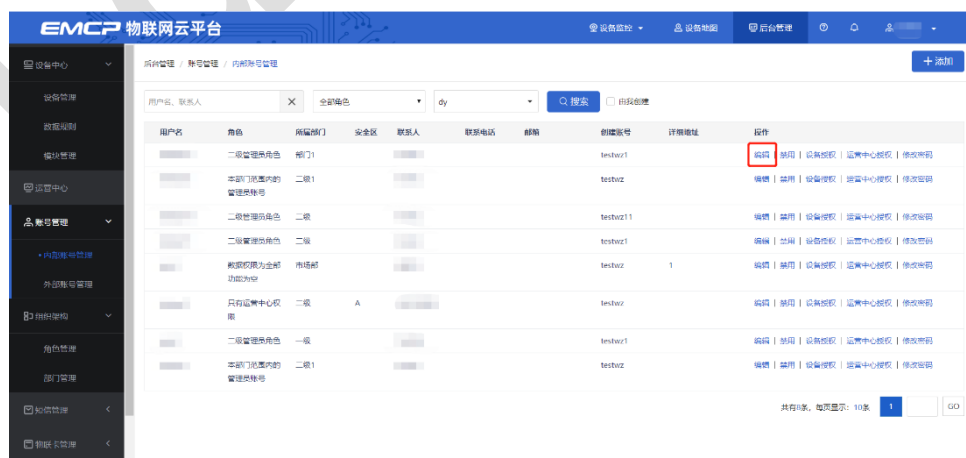 EMCP 物联网云平台 设备监控 设备地图 后台管理
设备中心 后台管理 / 账号管理 / 内部账号管理 + 添加
设备管理 用户名、联系人 全部角色 dy 搜索 由我创建
数据规则 用户名 角色 所属部门 安全区 联系人 联系电话 邮箱 创建账号 详细地址 操作
模块管理 二级管理员角色 部门1 testwz1 编辑 | 禁用 | 设备授权 | 运营中心授权 | 修改密码
运营中心 本部门范围内的 二级1 编辑 | 禁用 | 设备授权 | 运营中心授权 | 修改密码
管理员账号
账号管理 二级管理员角色 二级 testwz11 编辑 | 禁用 | 设备授权 | 运营中心授权 | 修改密码
二级管理员角色 二级 testwz1 编辑 | 禁用 | 设备授权 | 运营中心授权 | 修改密码
内部账号管理 数据权限为全部 市场部 testwz 1 编辑 | 禁用 | 设备授权 | 运营中心授权 | 修改密码
功能为空
外部账号管理
组织架构 只有运营中心权 二级 A testwz 编辑 | 禁用 | 设备授权 | 运营中心授权 | 修改密码
限
角色管理 二级管理员角色 一级 testwz1 编辑 | 禁用 | 设备授权 | 运营中心授权 | 修改密码
部门管理 本部门范围内的 二级1 testwz 编辑 | 禁用 | 设备授权 | 运营中心授权 | 修改密码
管理员账号
短信管理 共有8条, 每页显示: 10条 1 GO
物联卡管理